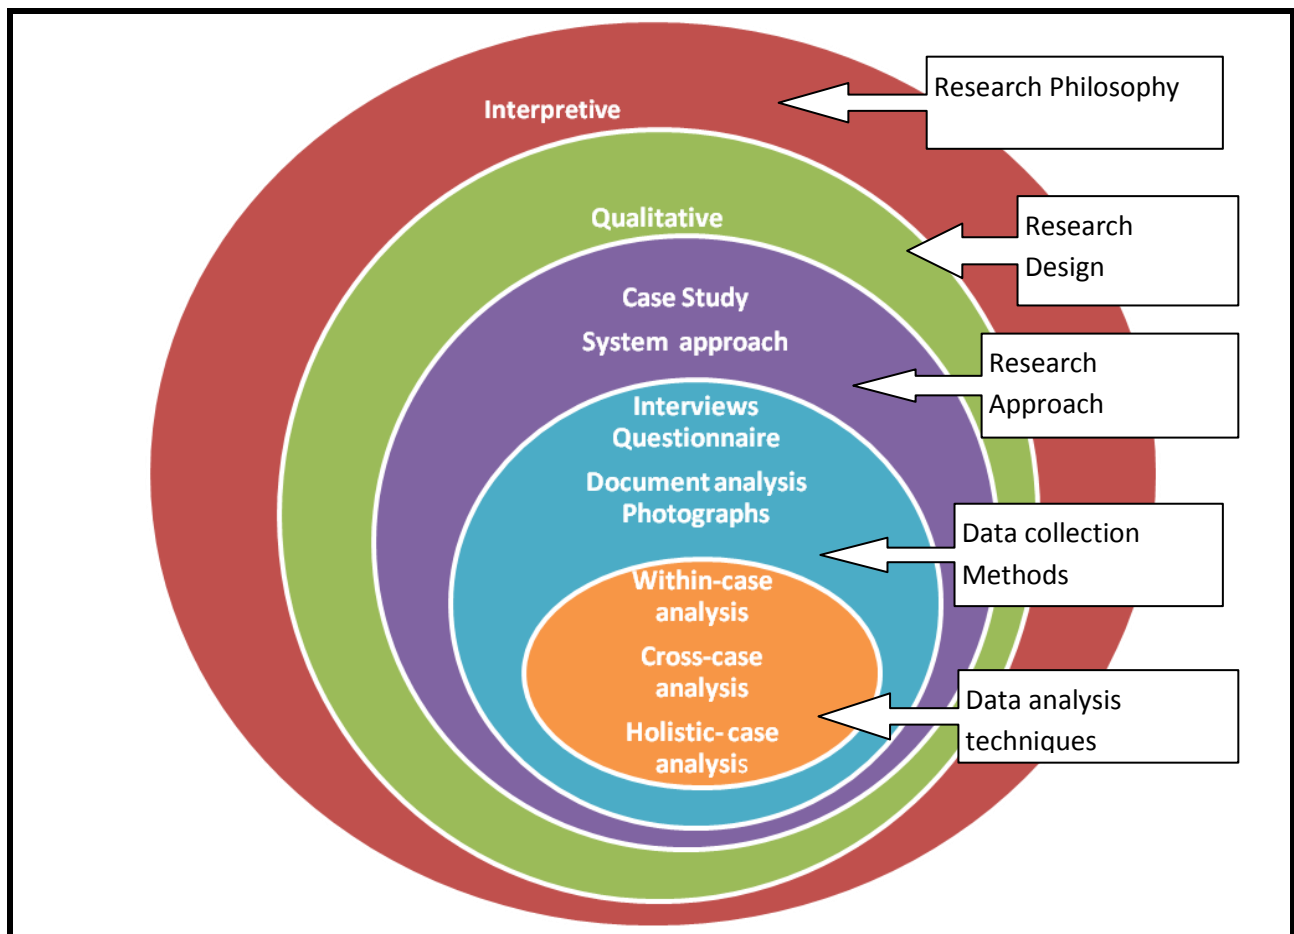 Interpretive
Research Philosophy
Qualitative
Research
Design
Case Study
System approach
Research
Approach
Interviews
Questionnaire
Document analysis
Photographs
Data collection
Methods
Within-case
analysis
Cross-case
analysis
Holistic- case
analysis
Data analysis
techniques